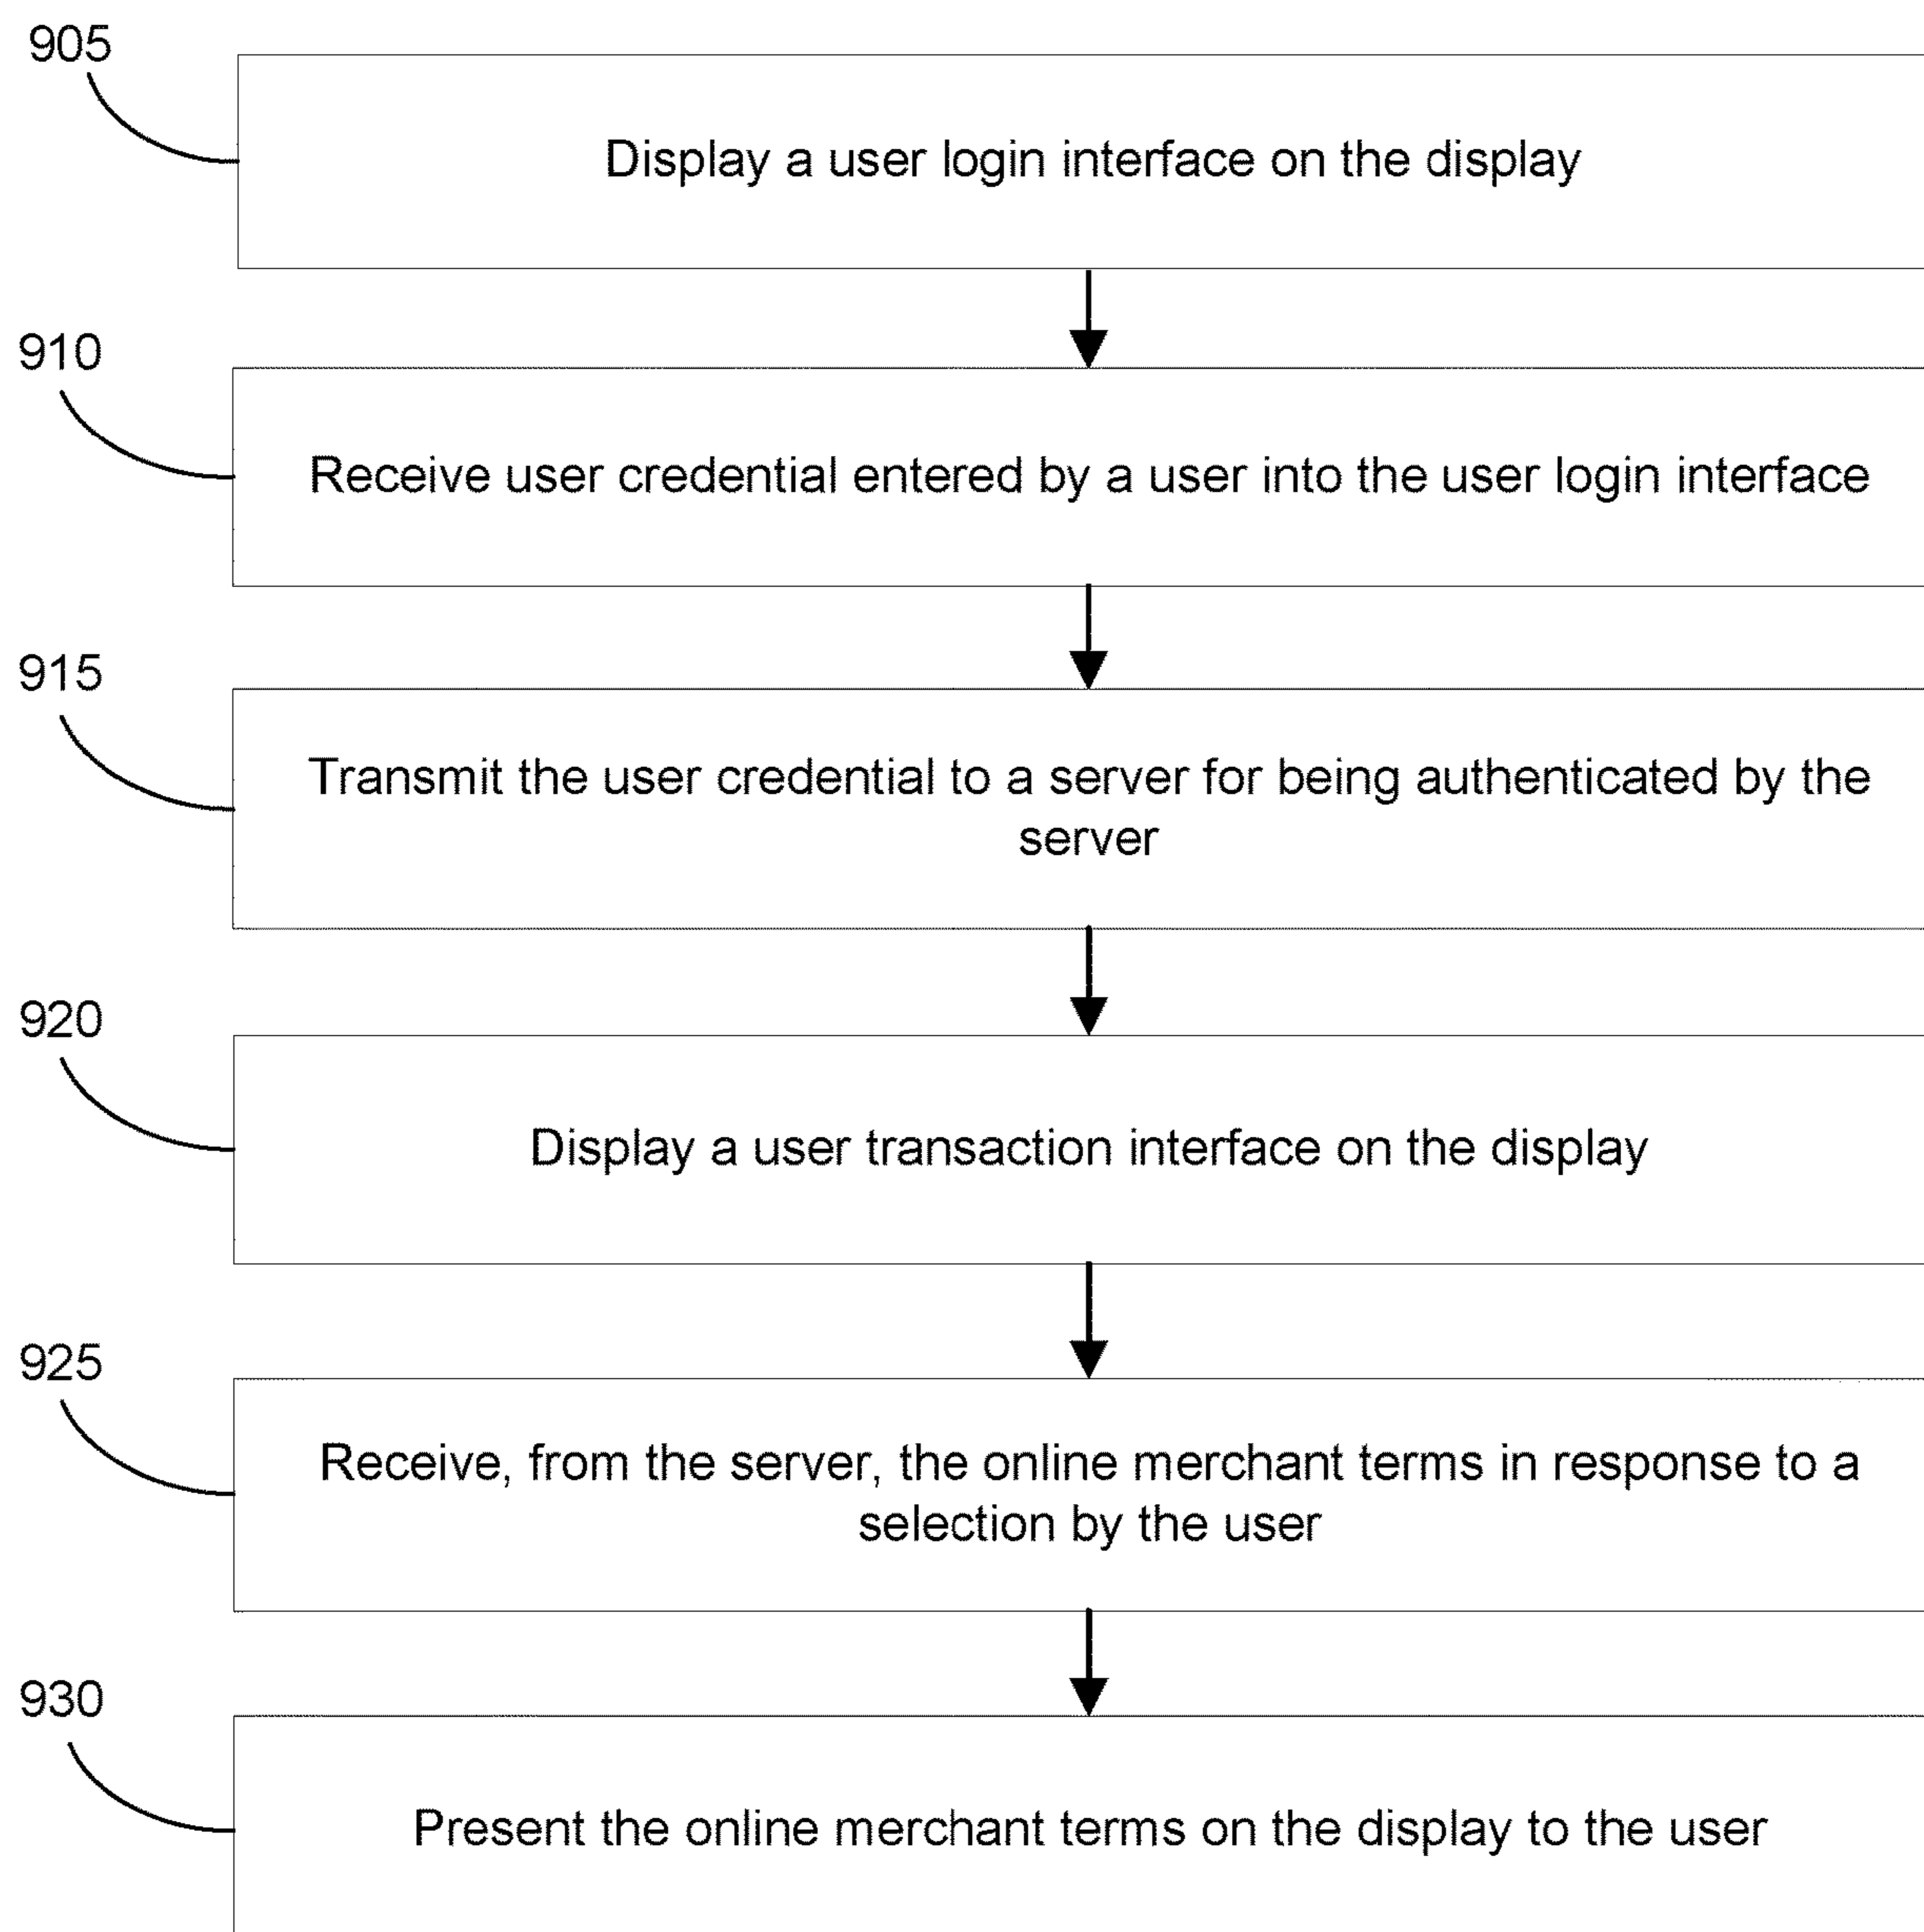 905
Display a user login interface on the display
910
Receive user credential entered by a user into the user login interface
915
Transmit the user credential to a server for being authenticated by the
server
920
Display a user transaction interface on the display
925
Receive, from the server, the online merchant terms in response to a
selection by the user
930
Present the online merchant terms on the display to the user